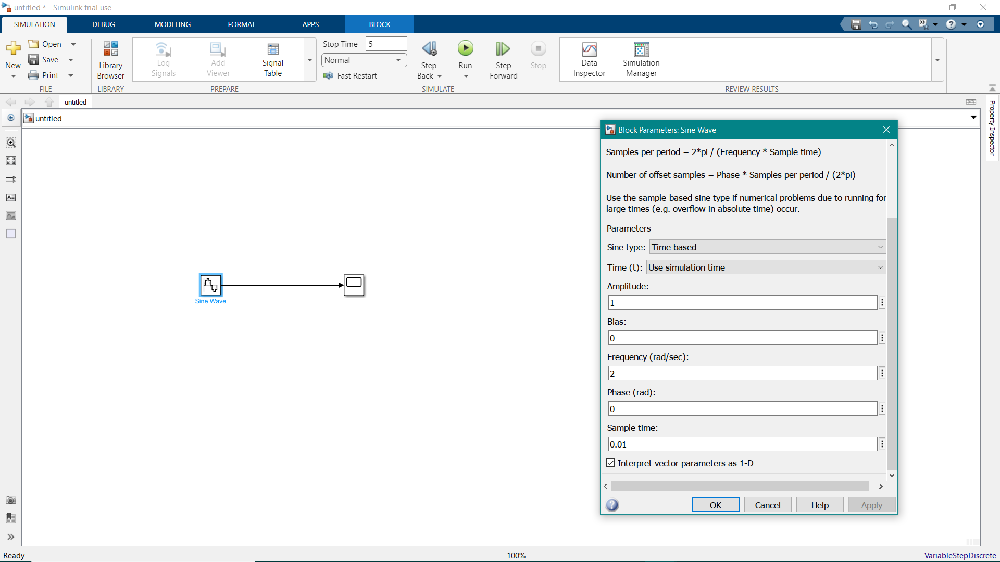 untitled * - Simulink trial use
SIMULATION
DEBUG
MODELING
FORMAT
APPS
BLOCK
New
Open
Save
Print
FILE
Library
Browser
LIBRARY
Log
Signals
Add
Viewer
Signal
Table
PREPARE
Stop Time
5
Normal
Fast Restart
Step
Back
Run
Step
Forward
Stop
SIMULATE
Data
Inspector
Simulation
Manager
REVIEW RESULTS
untitled
untitled
Property Inspector
Sine Wave
Block Parameters: Sine Wave
Samples per period = 2*pi / (Frequency * Sample time)
Number of offset samples = Phase * Samples per period / (2*pi)
Use the sample-based sine type if numerical problems due to running for
large times (e.g. overflow in absolute time) occur.
Parameters
Sine type: Time based
Time (t): Use simulation time
Amplitude:
1
Bias:
0
Frequency (rad/sec):
2
Phase (rad):
0
Sample time:
0.01
Interpret vector parameters as 1-D
OK
Cancel
Help
Apply
Ready
100%
VariableStepDiscrete